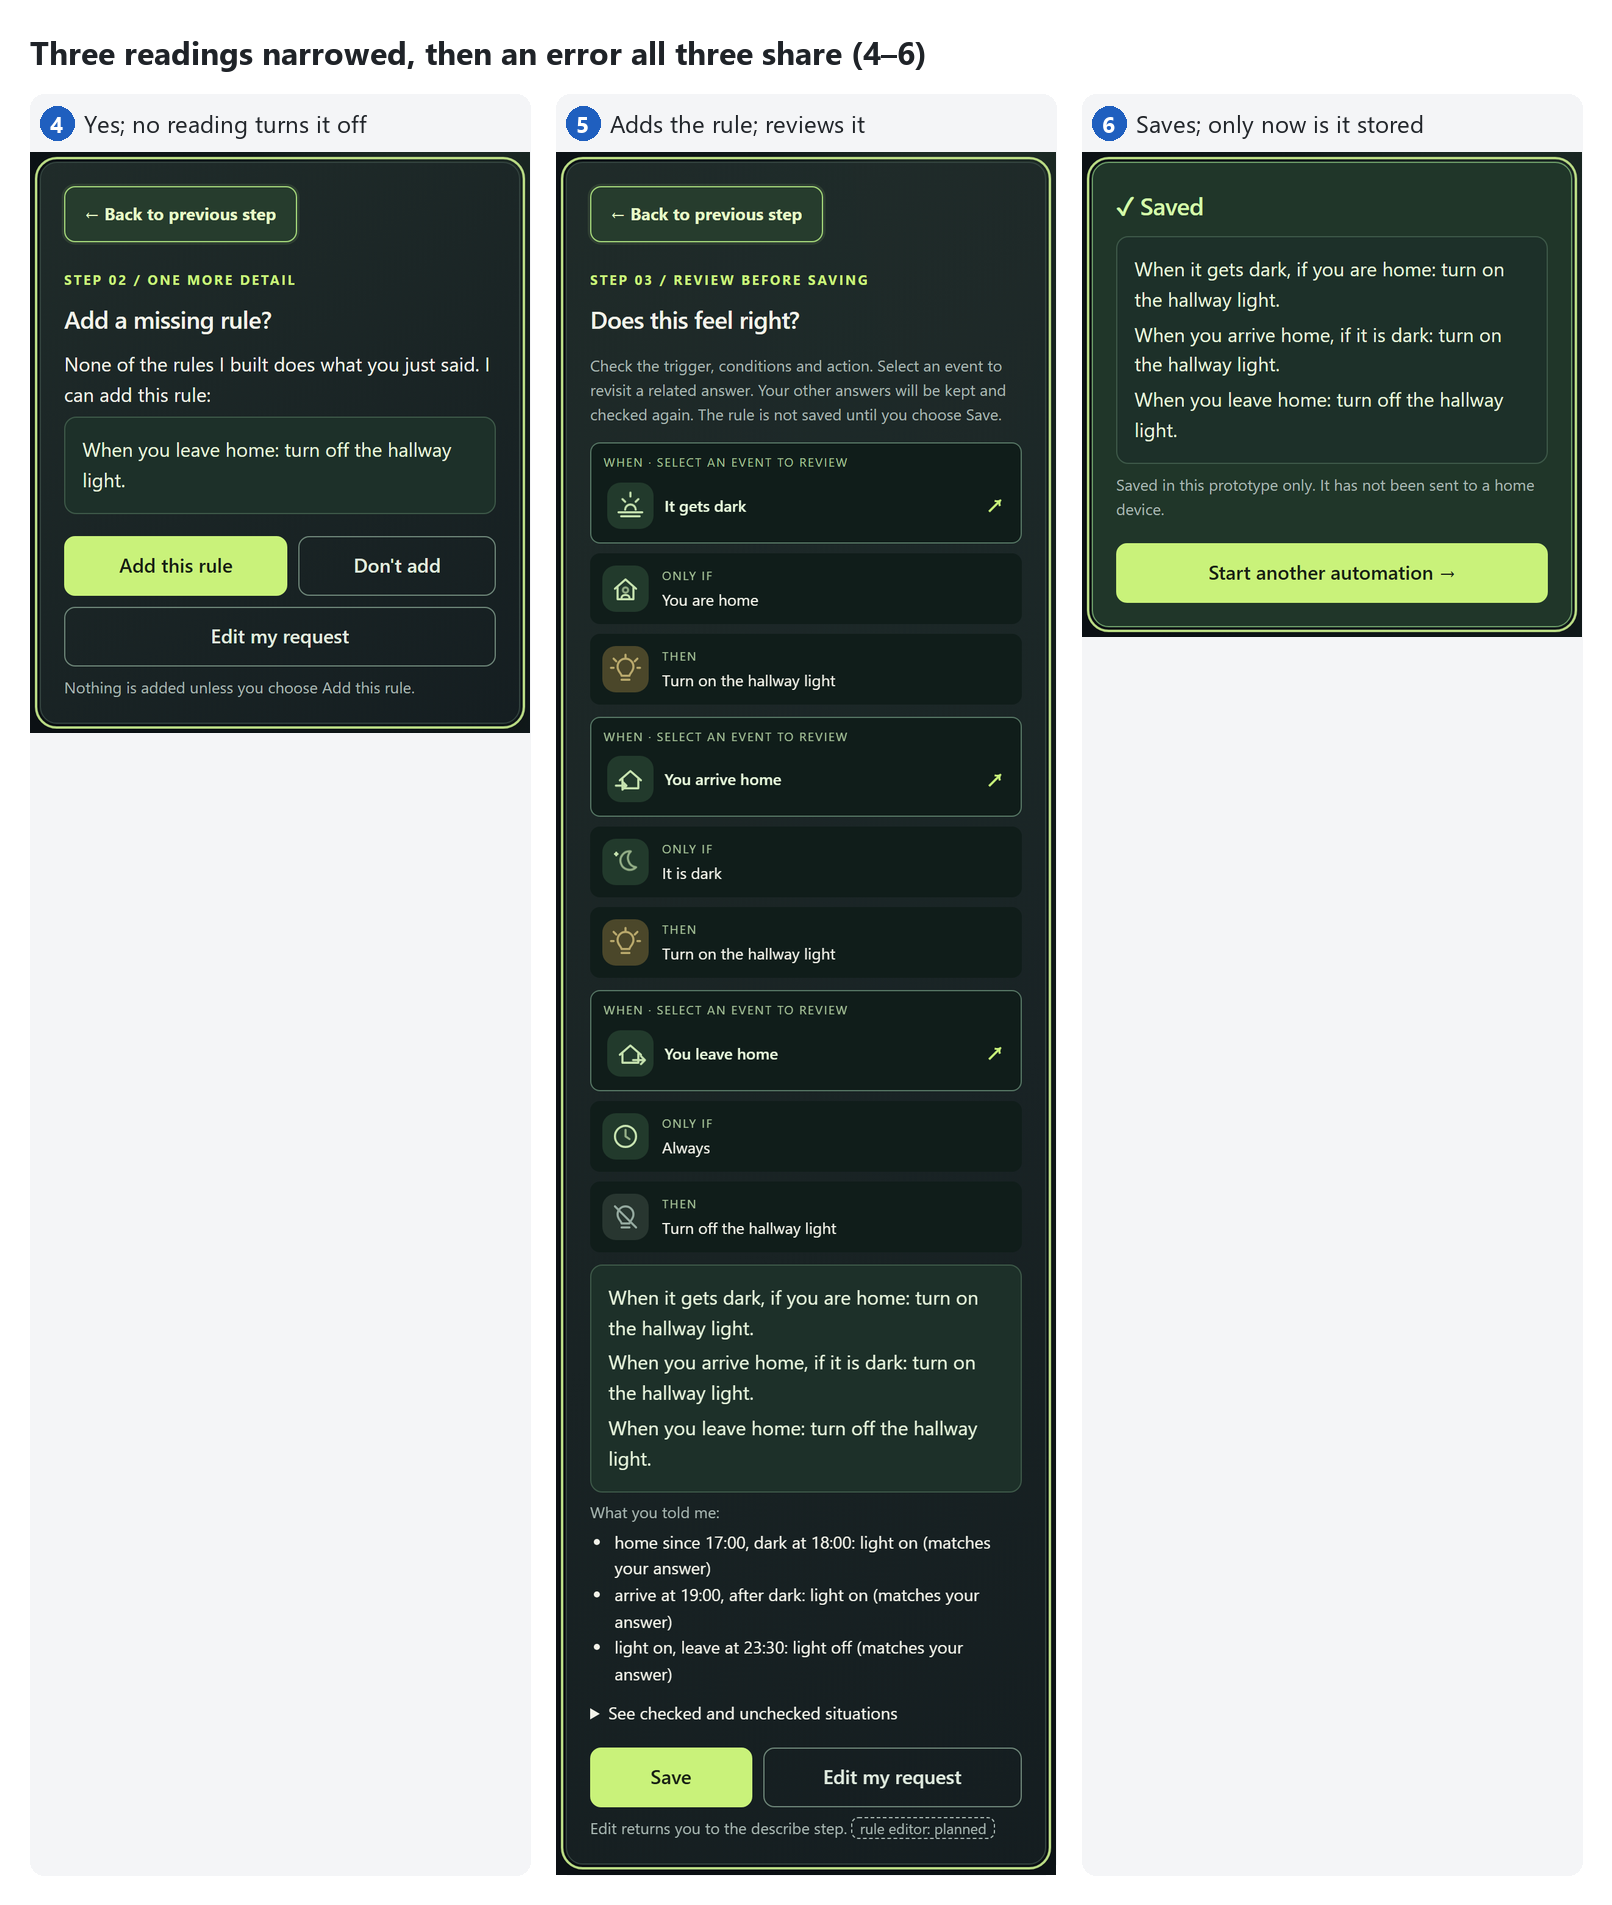 Three readings narrowed, then an error all three share (4–6)
4 Yes; no reading turns it off
← Back to previous step
STEP 02 / ONE MORE DETAIL
Add a missing rule?
None of the rules I built does what you just said. I
can add this rule:
When you leave home: turn off the hallway
light.
Add this rule
Don't add
Edit my request
Nothing is added unless you choose Add this rule.
5 Adds the rule; reviews it
← Back to previous step
STEP 03 / REVIEW BEFORE SAVING
Does this feel right?
Check the trigger, conditions and action. Select an event to
revisit a related answer. Your other answers will be kept and
checked again. The rule is not saved until you choose Save.
WHEN · SELECT AN EVENT TO REVIEW
It gets dark
ONLY IF
You are home
THEN
Turn on the hallway light
WHEN · SELECT AN EVENT TO REVIEW
You arrive home
ONLY IF
It is dark
THEN
Turn on the hallway light
WHEN · SELECT AN EVENT TO REVIEW
You leave home
ONLY IF
Always
THEN
Turn off the hallway light
When it gets dark, if you are home: turn on
the hallway light.
When you arrive home, if it is dark: turn on
the hallway light.
When you leave home: turn off the hallway
light.
What you told me:
• home since 17:00, dark at 18:00: light on (matches
your answer)
• arrive at 19:00, after dark: light on (matches your
answer)
• light on, leave at 23:30: light off (matches your
answer)
▶ See checked and unchecked situations
Save
Edit my request
Edit returns you to the describe step. rule editor: planned
6 Saves; only now is it stored
✓ Saved
When it gets dark, if you are home: turn on
the hallway light.
When you arrive home, if it is dark: turn on
the hallway light.
When you leave home: turn off the hallway
light.
Saved in this prototype only. It has not been sent to a home
device.
Start another automation →